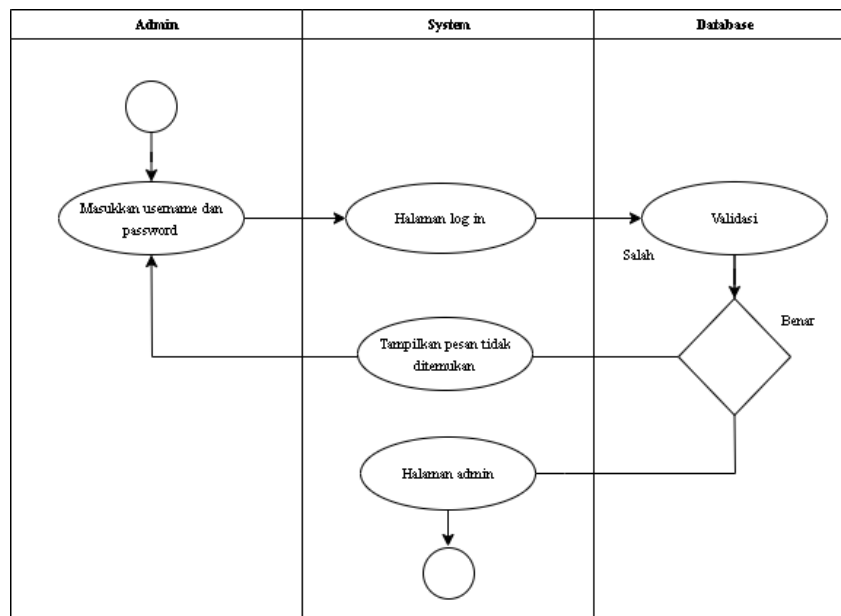 Admin
System
Database
Masukkan username dan
password
Halaman log in
Validasi
Salah
Benar
Tampilkan pesan tidak
ditemukan
Halaman admin